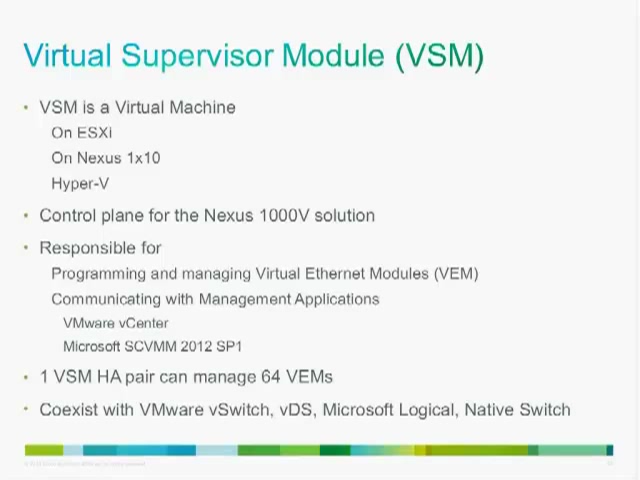 Virtual Supervisor Module (VSM)
• VSM is a Virtual Machine
On ESXi
On Nexus 1x10
Hyper-V
• Control plane for the Nexus 1000V solution
• Responsible for
Programming and managing Virtual Ethernet Modules (VEM)
Communicating with Management Applications
VMware vCenter
Microsoft SCVMM 2012 SP1
• 1 VSM HA pair can manage 64 VEMs
• Coexist with VMware vSwitch, vDS, Microsoft Logical, Native Switch